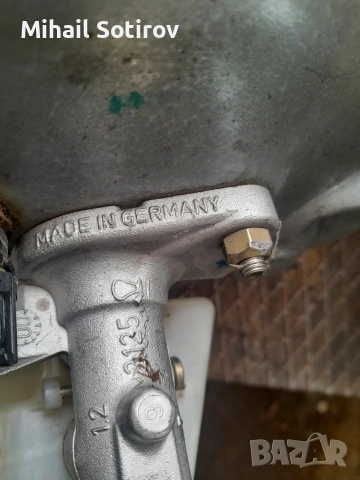 Mihail Sotirov
MADE IN GERMANY
2125
12
9
BAZAR